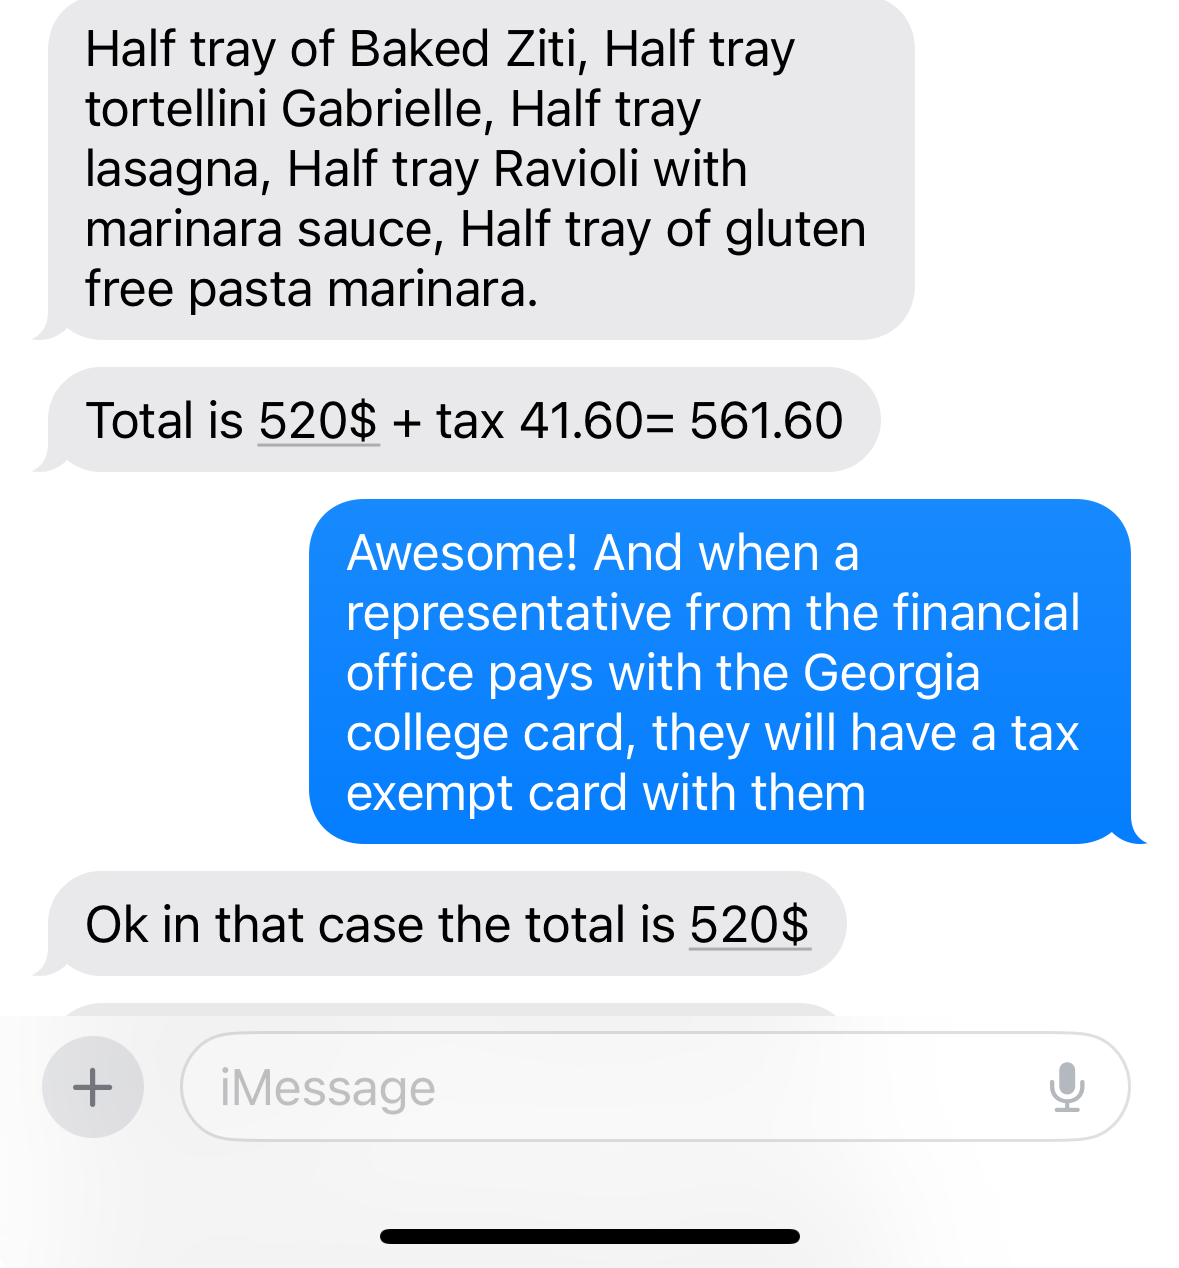 Half tray of Baked Ziti, Half tray
tortellini Gabrielle, Half tray
lasagna, Half tray Ravioli with
marinara sauce, Half tray of gluten
free pasta marinara.
Total is 520$ + tax 41.60= 561.60
Awesome! And when a
representative from the financial
office pays with the Georgia
college card, they will have a tax
exempt card with them
Ok in that case the total is 520$
iMessage